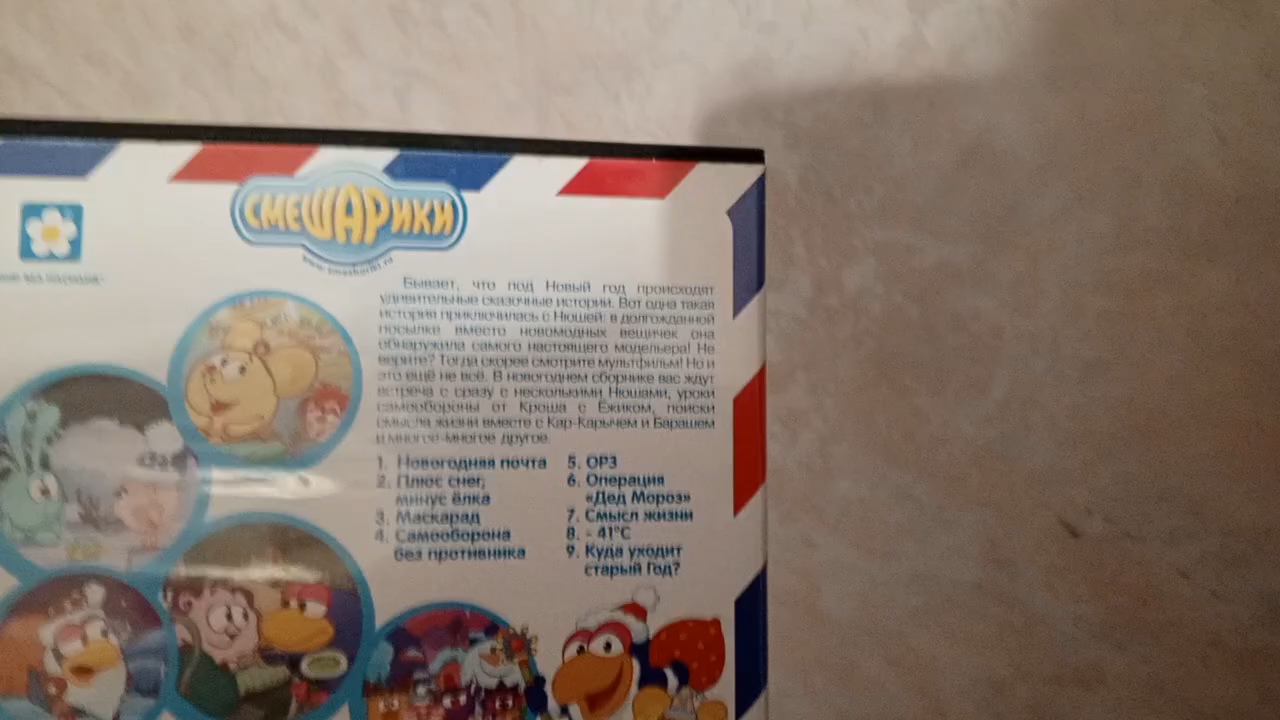 СМЕШАРИКИ
www.smeshariki.ru
Бывает, что под Новый год происходят
удивительные сказочные истории. Вот одна такая
история приключилась с Нюшей: в долгожданной
посылке вместо новомодных вещичек она
обнаружила самого настоящего модельера! Не
верите? Тогда скорее смотрите мультфильм! Но и
это ещё не всё. В новогоднем сборнике вас ждут
встреча с сразу с несколькими Нюшами, уроки
самообороны от Кроша с Ёжиком, поиски
смысла жизни вместе с Кар-Карычем и Барашем
и многое-многое другое.
1. Новогодняя почта
2. Плюс снег,
минус ёлка
3. Маскарад
4. Самооборона
без противника
5. ОРЗ
6. Операция
«Дед Мороз»
7. Смысл жизни
8. - 41°С
9. Куда уходит
старый Год?